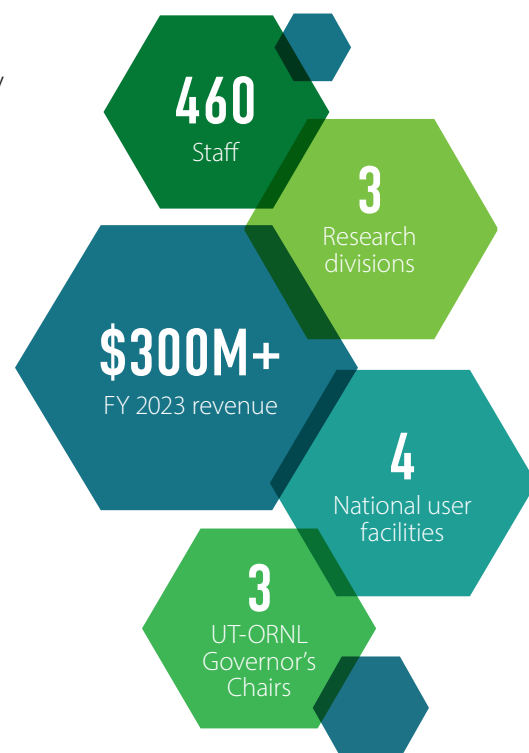 460
Staff
3
Research
divisions
$300M+
FY 2023 revenue
4
National user
facilities
3
UT-ORNL
Governor’s
Chairs